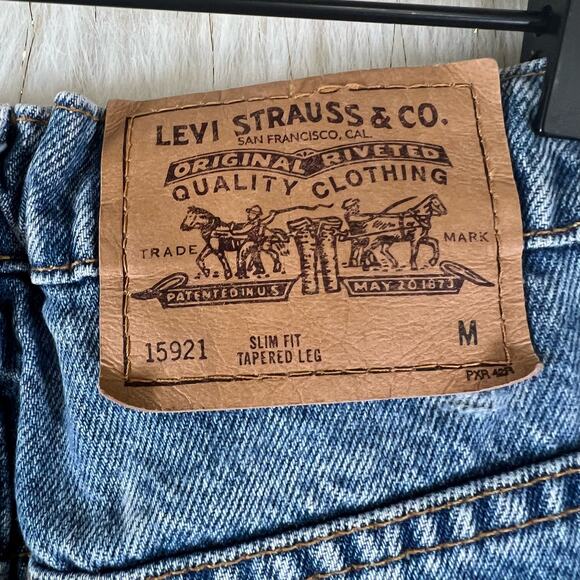 LEVI STRAUSS & CO.
SAN FRANCISCO, CAL.
ORIGINAL RIVETED
QUALITY CLOTHING
TRADE MARK
PATENTED IN U.S. MAY 20 1873
15921 SLIM FIT M
TAPERED LEG
PXR